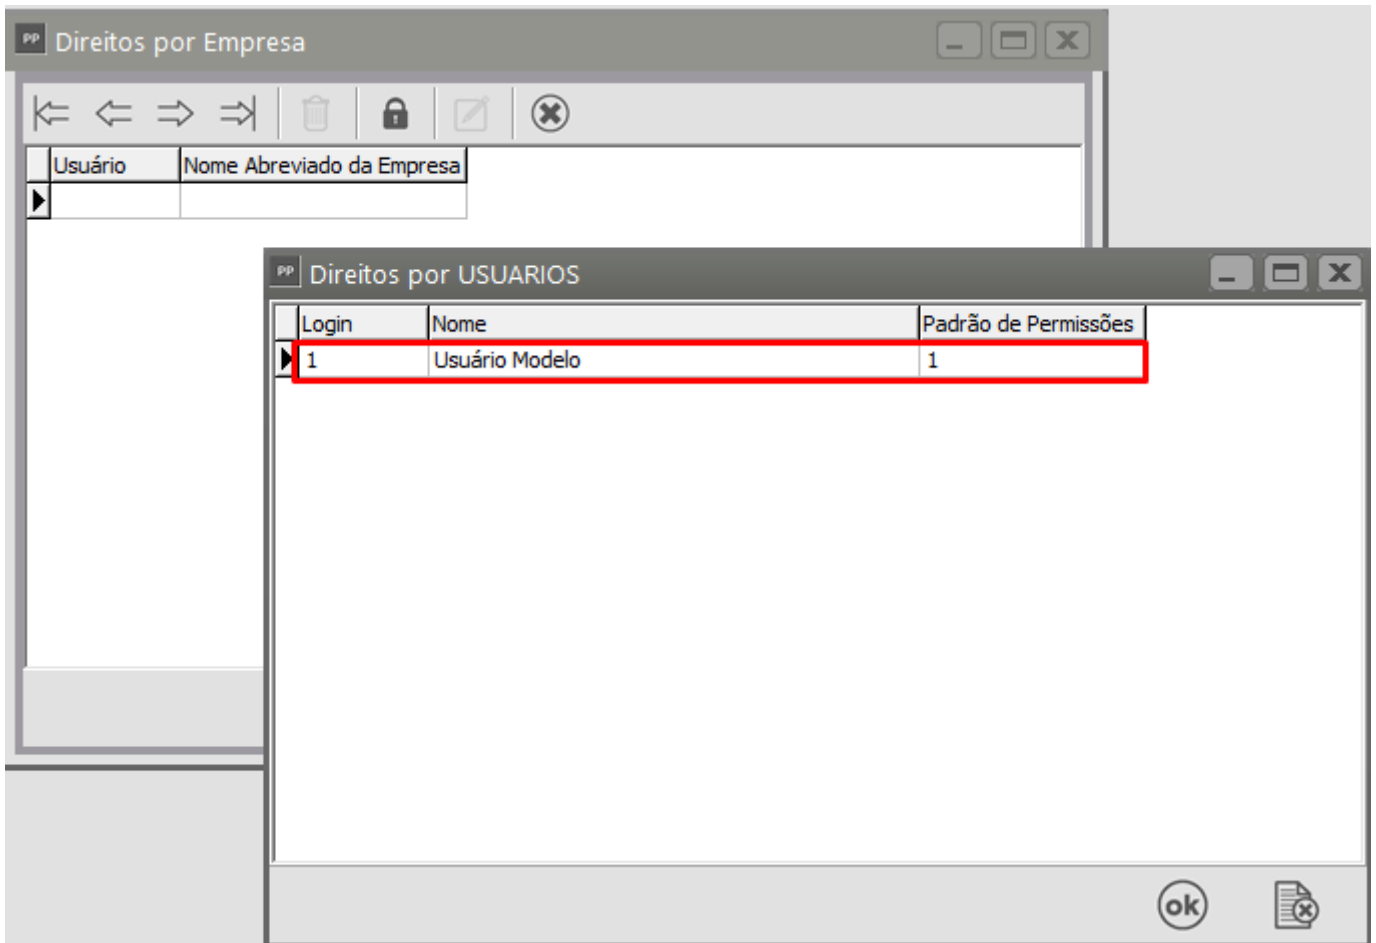 PP Direitos por Empresa
Usuário Nome Abreviado da Empresa
PP Direitos por USUARIOS
Login Nome Padrão de Permissões
1 Usuário Modelo 1
ok